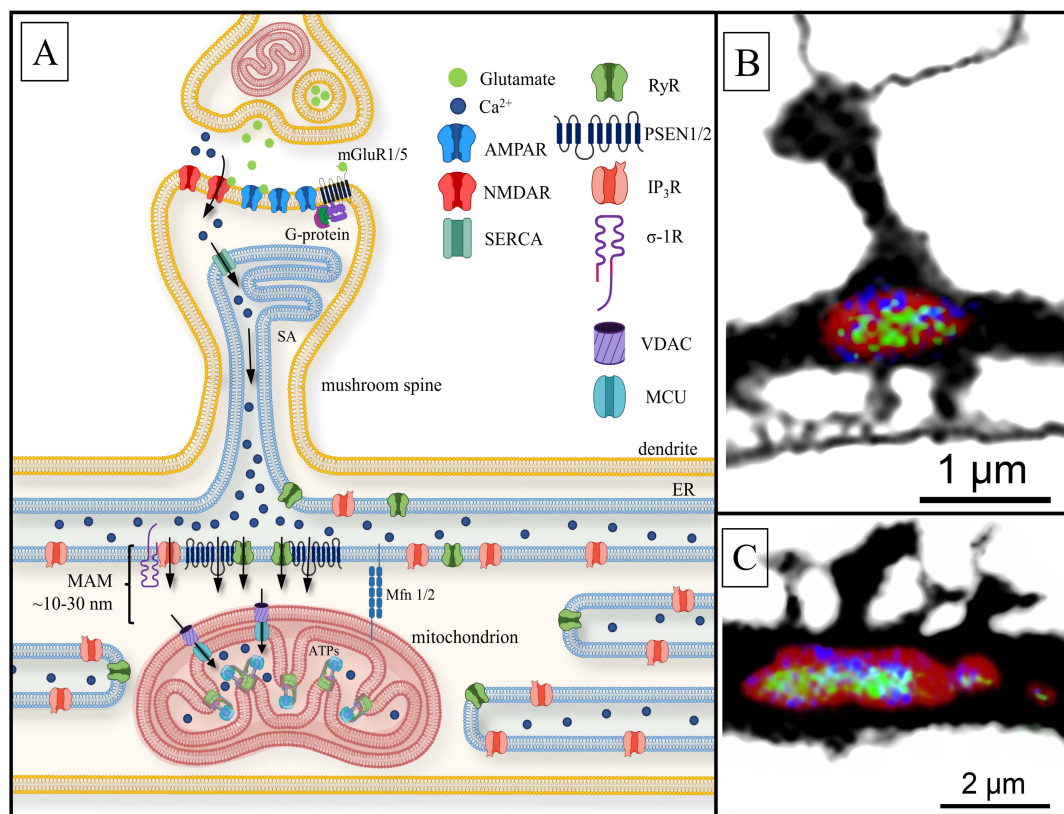 A
Glutamate
Ca²⁺
AMPAR
NMDAR
SERCA
RyR
PSEN1/2
IP₃R
σ-1R
VDAC
MCU
mGluR1/5
G-protein
SA
mushroom spine
dendrite
ER
MAM
~10-30 nm
Mfn 1/2
mitochondrion
ATPs
B
1 μm
C
2 μm